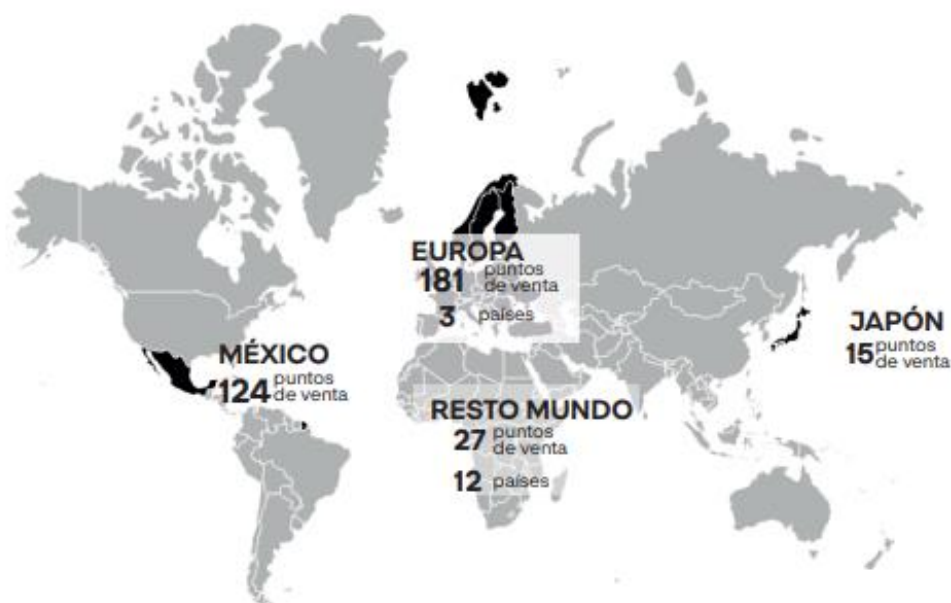 EUROPA
181 puntos de venta
3 países
MÉXICO
124 puntos de venta
JAPÓN
15 puntos de venta
RESTO MUNDO
27 puntos de venta
12 países